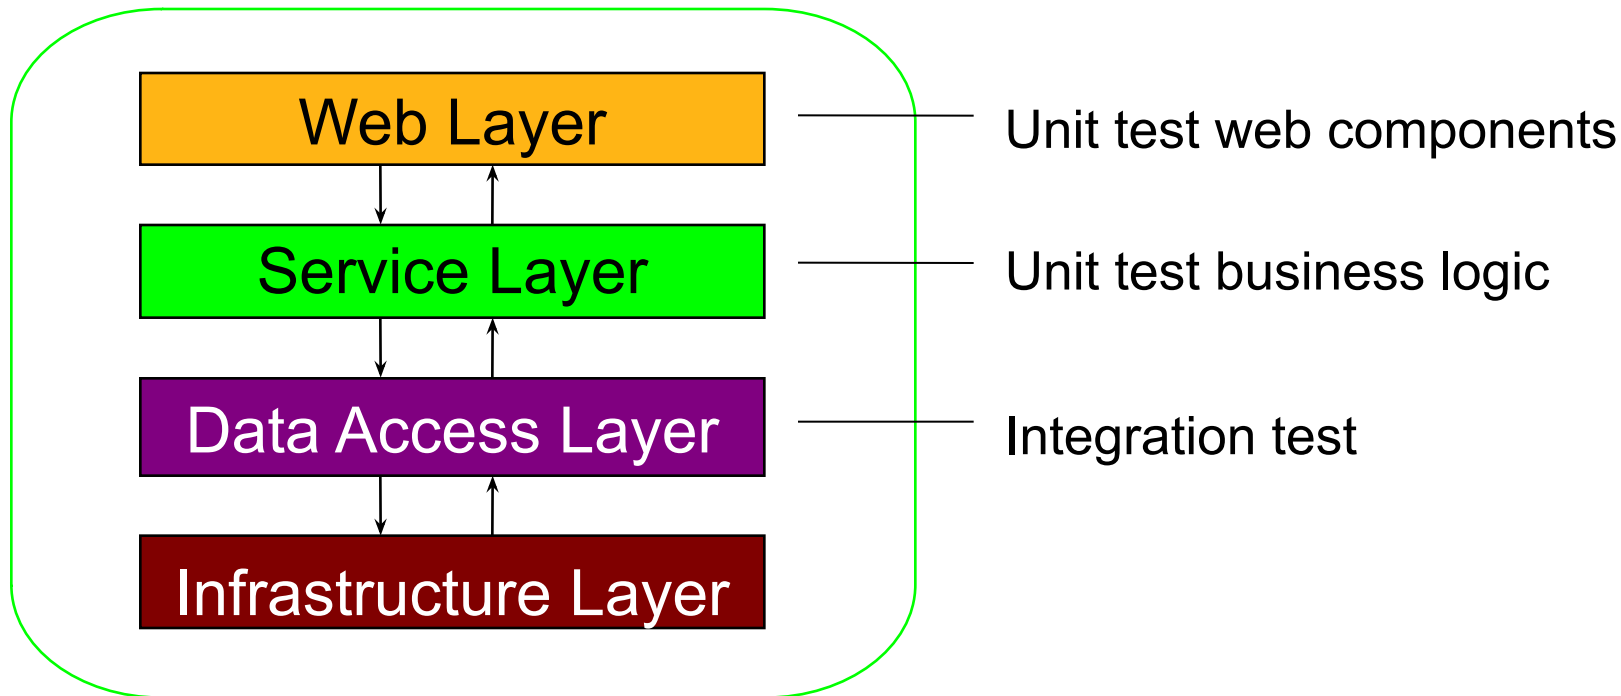 Web Layer
Unit test web components
Service Layer
Unit test business logic
Data Access Layer
Integration test
Infrastructure Layer